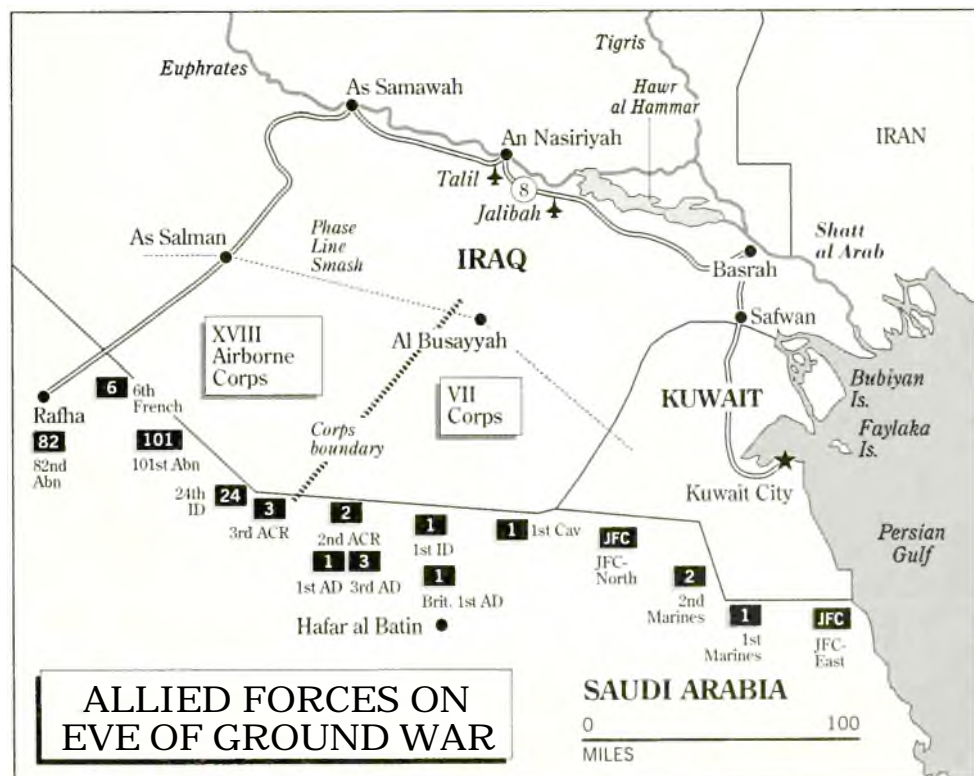 Euphrates
Tigris
As Samawah
Hawr
al Hammar
An Nasiriyah
IRAN
Talil
8
Jalibah
As Salman
Phase
Line
Smash
IRAQ
Shatt
al Arab
Basrah
Safwan
XVIII
Airborne
Corps
Al Busayyah
VII
Corps
KUWAIT
Bubiyan
Is.
Faylaka
Is.
Corps
boundary
Kuwait City
Persian
Gulf
6
6th
French
Rafha
82
82nd
Abn
101
101st Abn
24th
ID
24
3
3rd ACR
2
2nd ACR
1
1st AD
3
3rd AD
1
1st ID
1
Brit. 1st AD
1
1st Cav
JFC
JFC-
North
2
2nd
Marines
1
1st
Marines
JFC
JFC-
East
Hafar al Batin
SAUDI ARABIA
0 100
MILES
ALLIED FORCES ON
EVE OF GROUND WAR